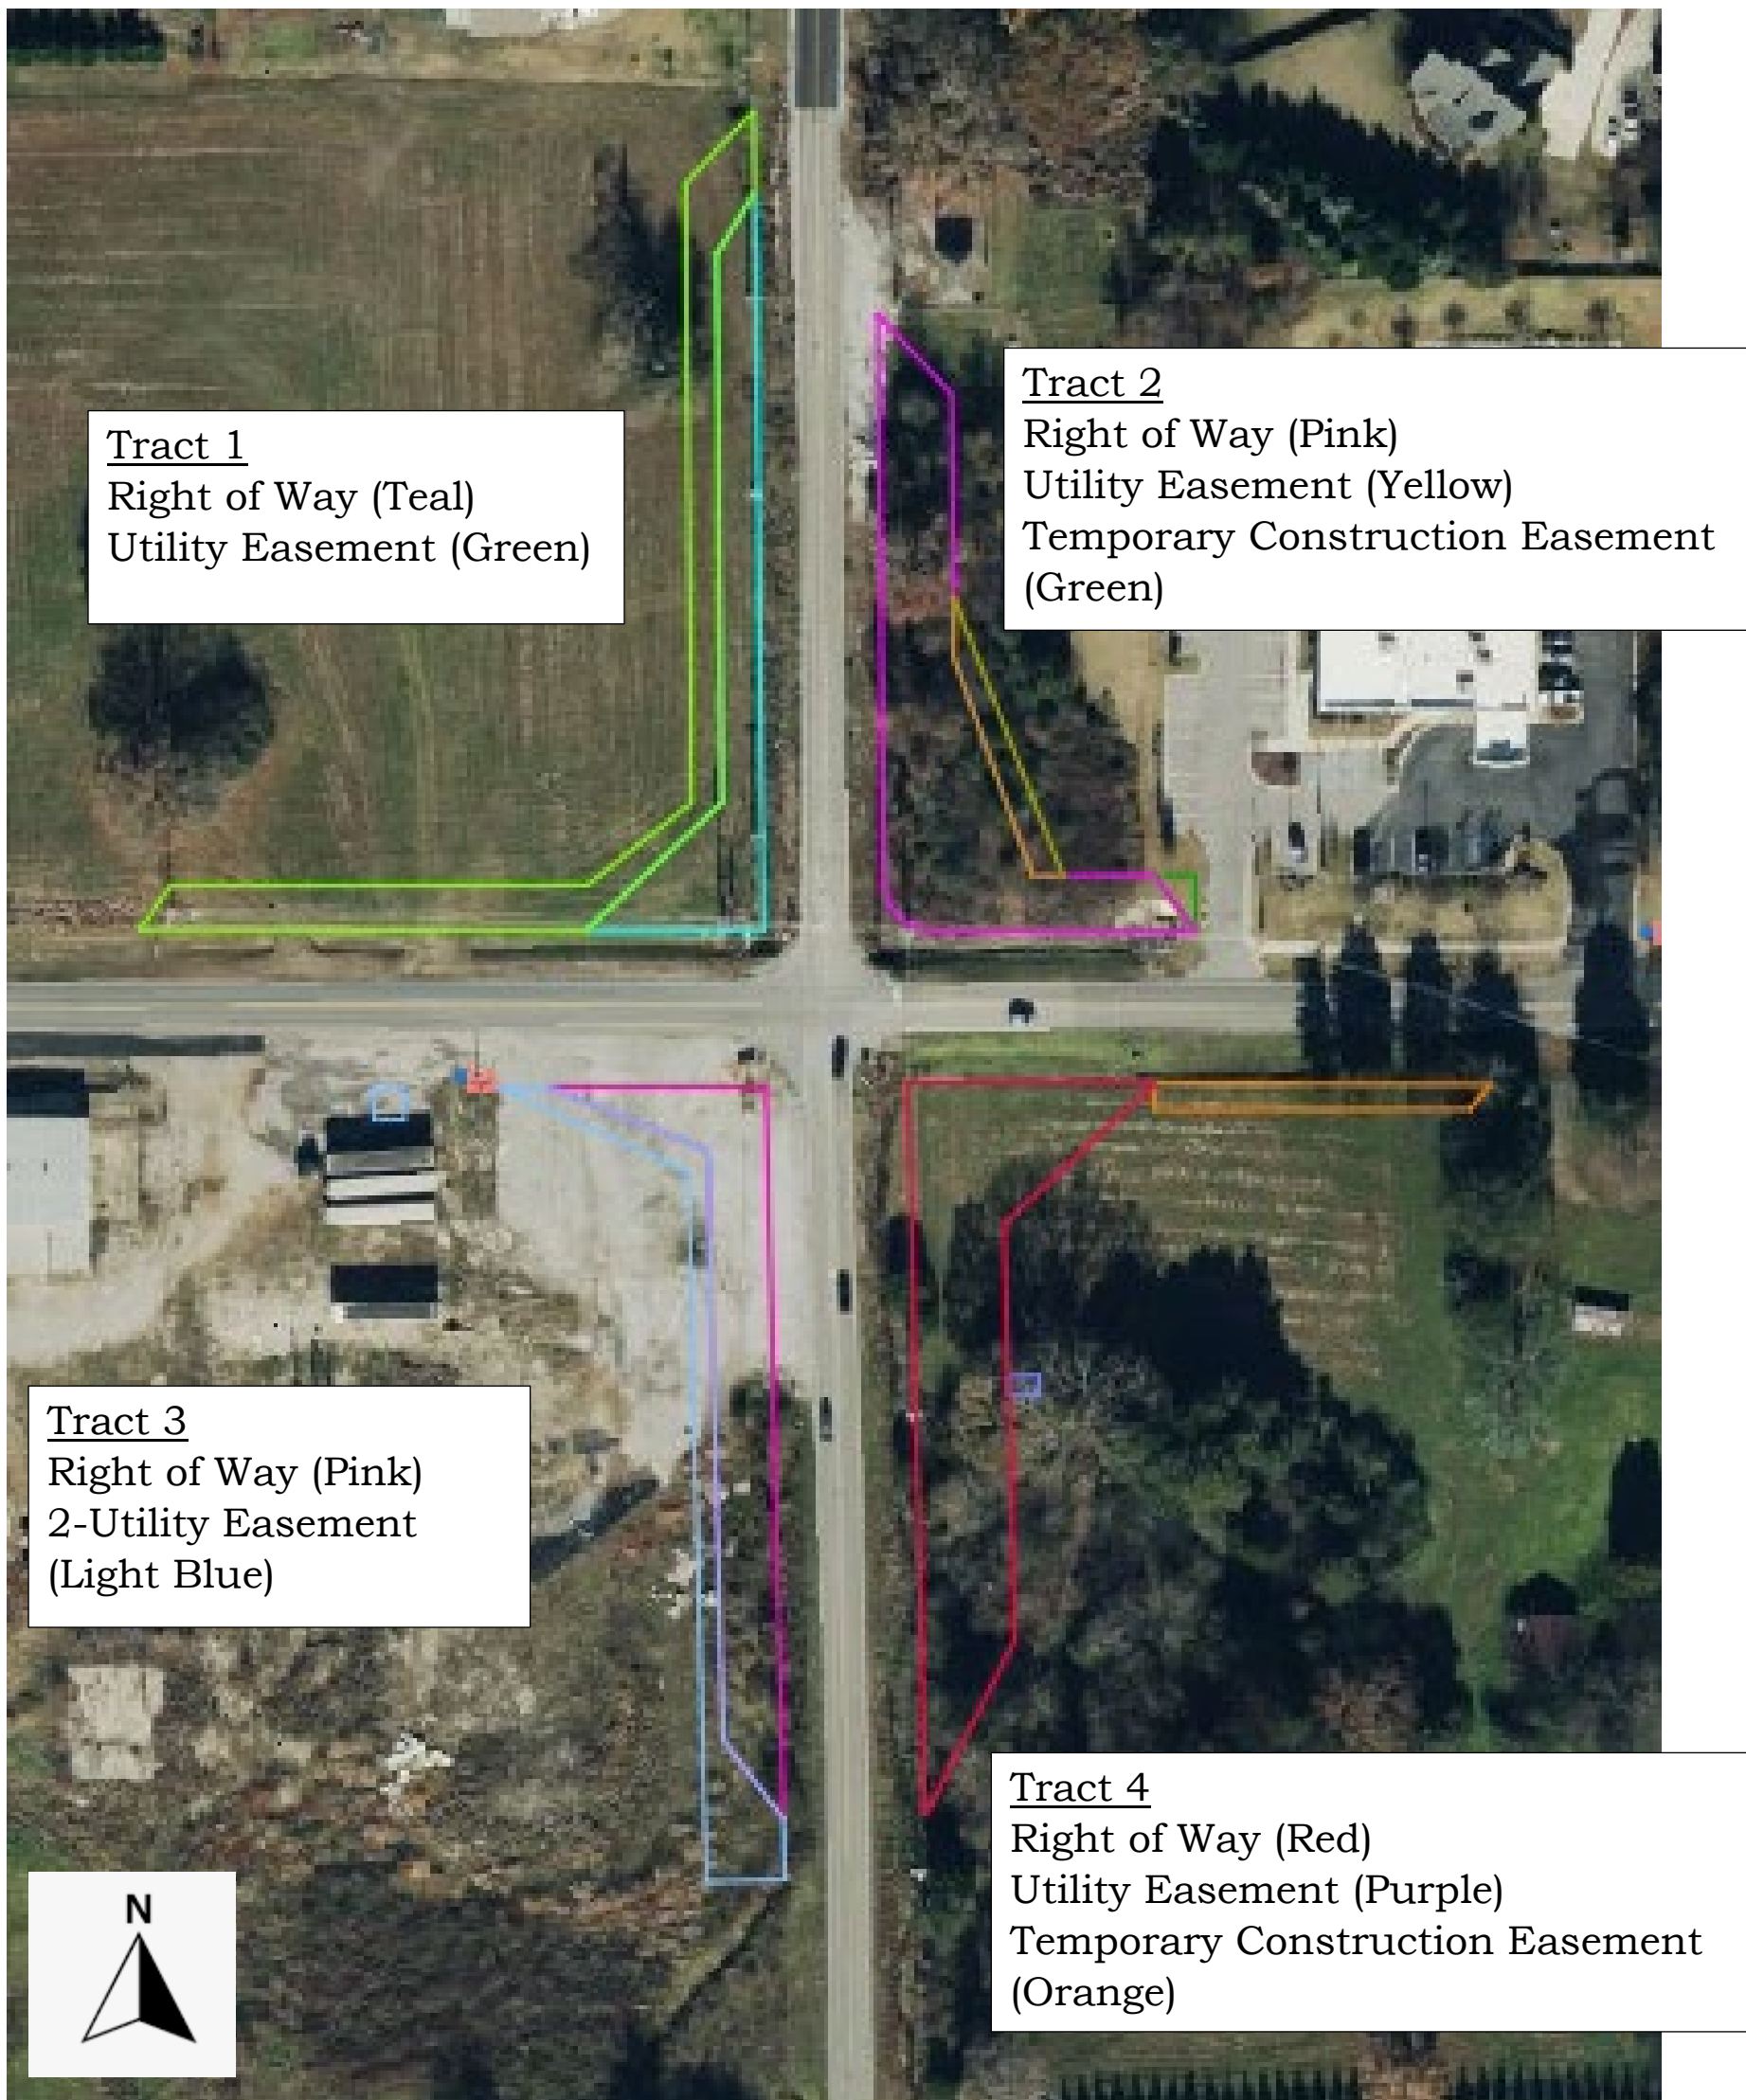 Tract 1
Right of Way (Teal)
Utility Easement (Green)
Tract 2
Right of Way (Pink)
Utility Easement (Yellow)
Temporary Construction Easement
(Green)
Tract 3
Right of Way (Pink)
2-Utility Easement
(Light Blue)
Tract 4
Right of Way (Red)
Utility Easement (Purple)
Temporary Construction Easement
(Orange)
N